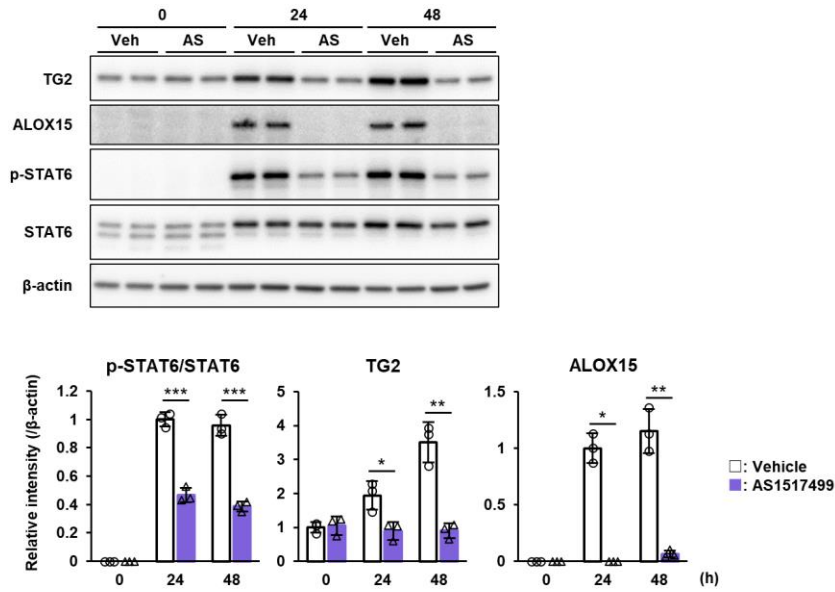 0 24 48
Veh AS Veh AS Veh AS
TG2
ALOX15
p-STAT6
STAT6
β-actin
p-STAT6/STAT6 TG2 ALOX15
Relative intensity (/β-actin)
1.2
1
0.8
0.6
0.4
0.2
0
*** ***
0 24 48
5
4
3
2
1
0
* **
0 24 48
1
0.5
0
* **
0 24 48 (h)
: Vehicle
: AS1517499